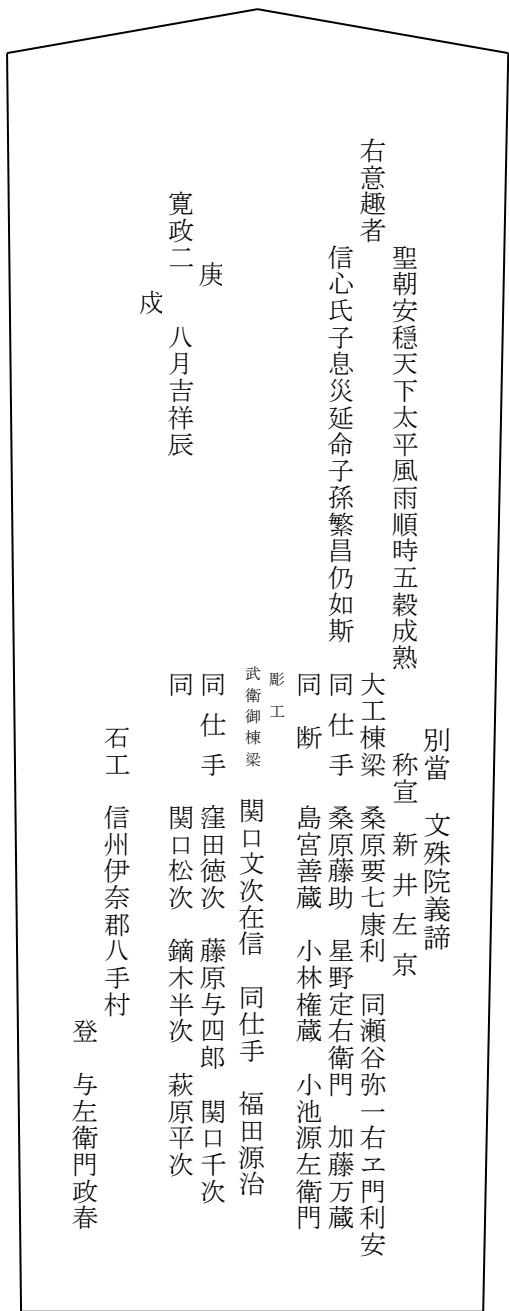 別當　文殊院義諦
聖朝安穏天下太平風雨順時五穀成熟　称宣　新井左京
右意趣者　大工棟梁　桑原要七康利　同瀬谷弥一右ヱ門利安
信心氏子息災延命子孫繁昌仍如斯　同仕手　桑原藤助　星野定右衛門　加藤万蔵
同断　島宮善蔵　小林権蔵　小池源左衛門
彫工
武衛御棟梁　関口文次在信　同仕手　福田源治
庚　同仕手　窪田徳次　藤原与四郎　関口千次
寛政二　八月吉祥辰　同　関口松次　鏑木半次　萩原平次
戍
石工　信州伊奈郡八手村
登　与左衛門政春